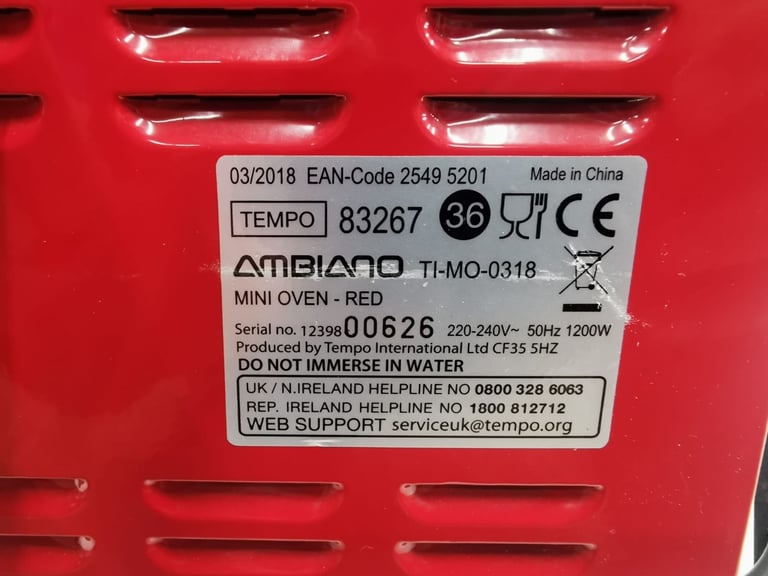 03/2018 EAN-Code 2549 5201 Made in China
TEMPO 83267 36 CE
AMBIANO TI-MO-0318
MINI OVEN - RED
Serial no. 1239800626 220-240V~ 50Hz 1200W
Produced by Tempo International Ltd CF35 5HZ
DO NOT IMMERSE IN WATER
UK / N.IRELAND HELPLINE NO 0800 328 6063
REP. IRELAND HELPLINE NO 1800 812712
WEB SUPPORT serviceuk@tempo.org